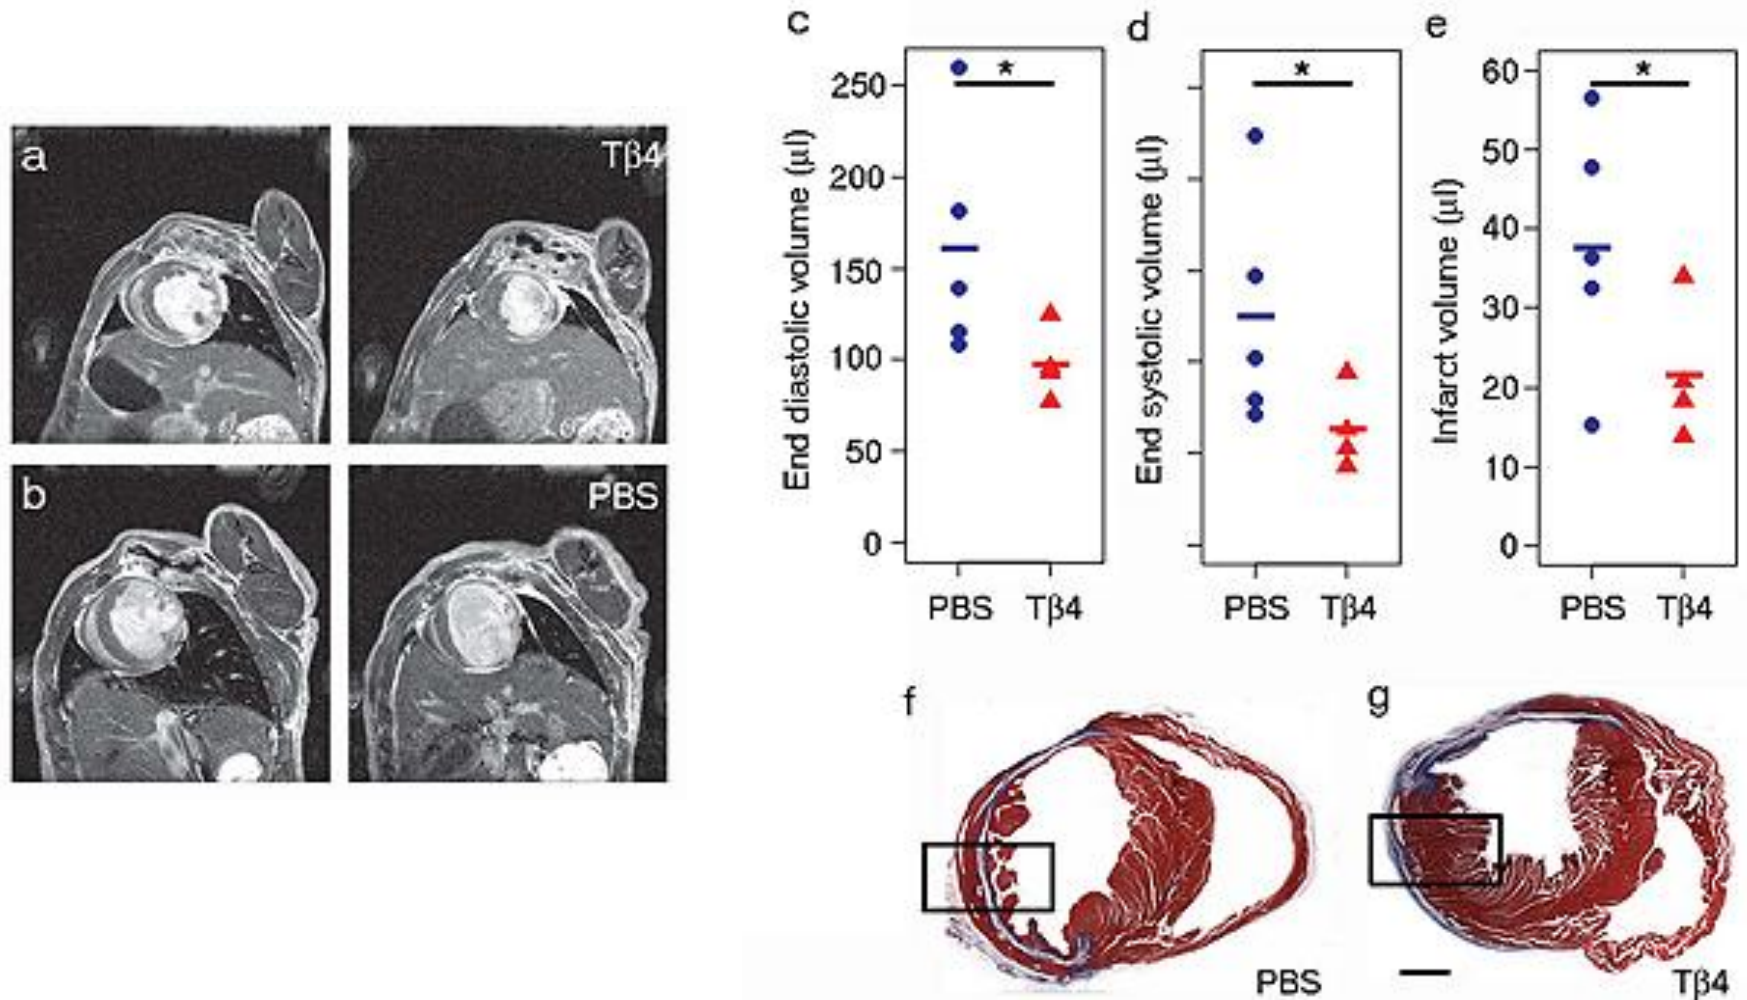 a
Tβ4
b
PBS
c
*
End diastolic volume (µl)
250
200
150
100
50
0
PBS
Tβ4
d
*
End systolic volume (µl)
PBS
Tβ4
e
*
Infarct volume (µl)
60
50
40
30
20
10
0
PBS
Tβ4
f
PBS
g
Tβ4